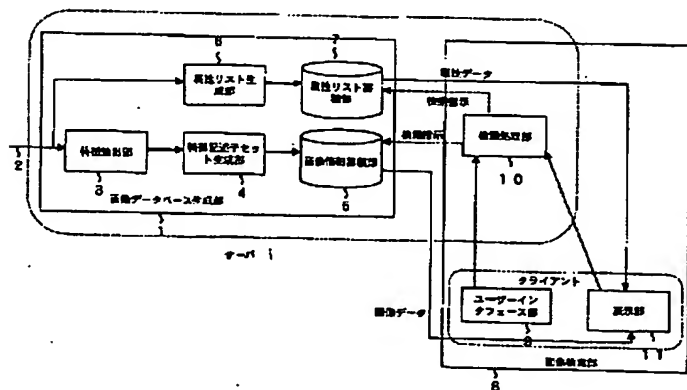 6
7
属性リスト生
成部
属性リスト蓄
積部
属性データ
検索指示
検索指示
検索処理部
10
2
特徴抽出部
3
特徴記述子セット
生成部
4
画像情報蓄積部
5
画像データベース生成部
サーバ
クライアント
画像データ
ユーザーイン
タフェース部
9
表示部
11
画像検索部
8